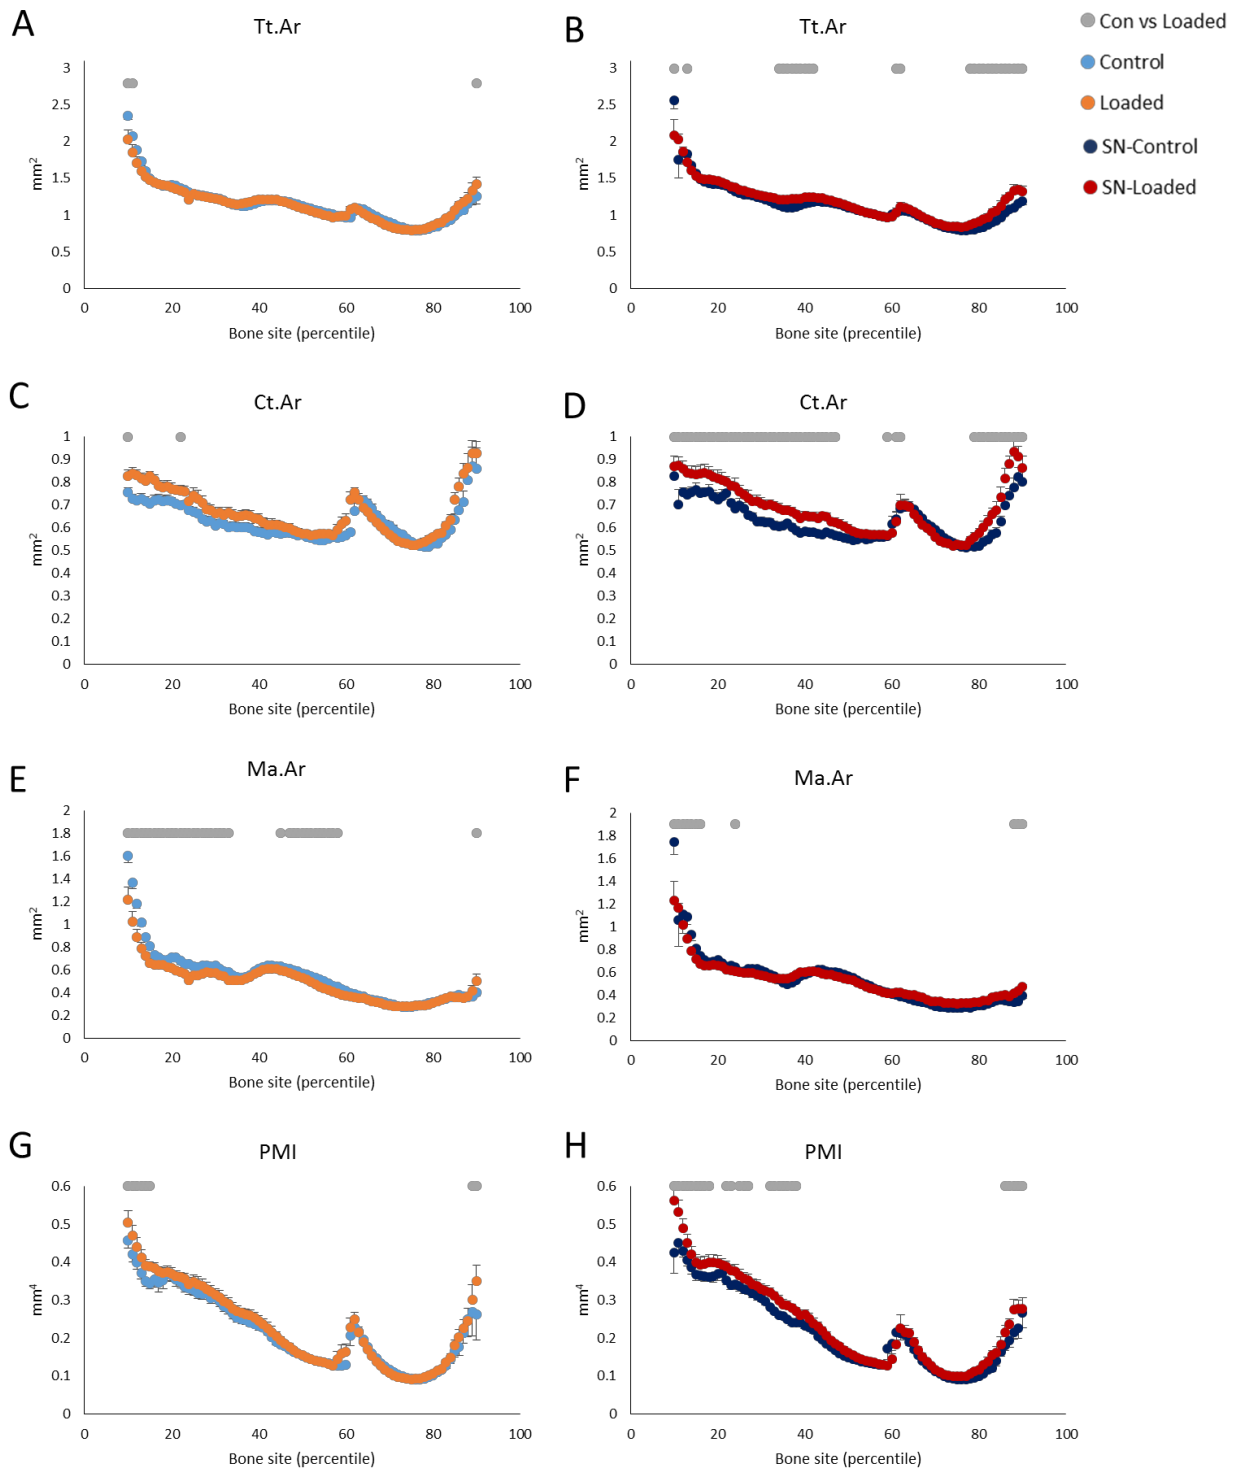 A
Tt.Ar
3
2.5
2
1.5
1
0.5
0
mm²
0 20 40 60 80 100
Bone site (percentile)
B
Tt.Ar
3
2.5
2
1.5
1
0.5
0
mm²
0 20 40 60 80 100
Bone site (precentile)
Con vs Loaded
Control
Loaded
SN-Control
SN-Loaded
C
Ct.Ar
1
0.9
0.8
0.7
0.6
0.5
0.4
0.3
0.2
0.1
0
mm²
0 20 40 60 80 100
Bone site (percentile)
D
Ct.Ar
1
0.9
0.8
0.7
0.6
0.5
0.4
0.3
0.2
0.1
0
mm²
0 20 40 60 80 100
Bone site (percentile)
E
Ma.Ar
2
1.8
1.6
1.4
1.2
1
0.8
0.6
0.4
0.2
0
mm²
0 20 40 60 80 100
Bone site (percentile)
F
Ma.Ar
2
1.8
1.6
1.4
1.2
1
0.8
0.6
0.4
0.2
0
mm²
0 20 40 60 80 100
Bone site (percentile)
G
PMI
0.6
0.5
0.4
0.3
0.2
0.1
0
mm⁴
0 20 40 60 80 100
Bone site (percentile)
H
PMI
0.6
0.5
0.4
0.3
0.2
0.1
0
mm⁴
0 20 40 60 80 100
Bone site (percentile)